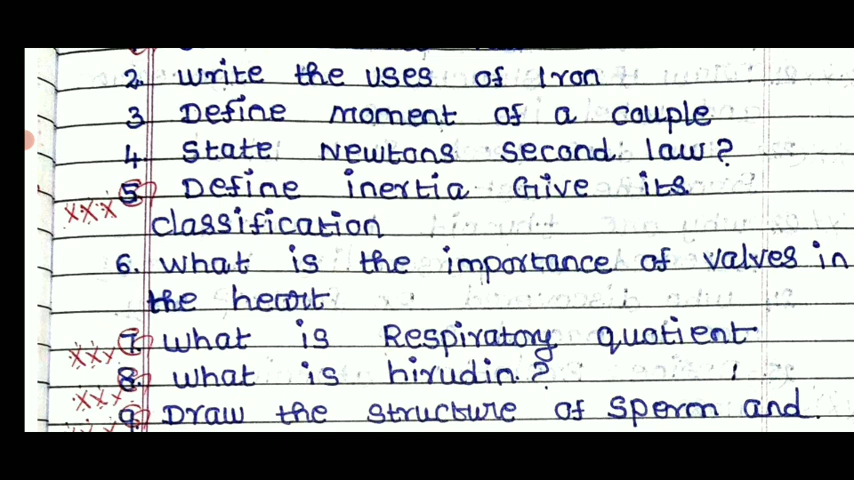 2. Write the uses of Iron
3 Define moment of a couple
4. State Newtons second law?
5 Define inertia Give its
xxx
classification
6. What is the importance of valves in
the heart
7 What is Respiratory quotient
xxx
8. What is hirudin?
xxx
9. Draw the structure of sperm and